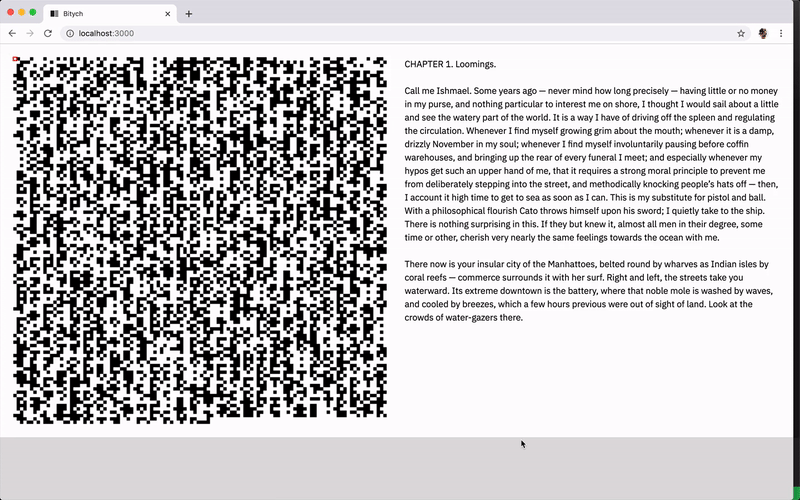 Bitych
localhost:3000
CHAPTER 1. Loomings.
Call me Ishmael. Some years ago — never mind how long precisely — having little or no money
in my purse, and nothing particular to interest me on shore, I thought I would sail about a little
and see the watery part of the world. It is a way I have of driving off the spleen and regulating
the circulation. Whenever I find myself growing grim about the mouth; whenever it is a damp,
drizzly November in my soul; whenever I find myself involuntarily pausing before coffin
warehouses, and bringing up the rear of every funeral I meet; and especially whenever my
hypos get such an upper hand of me, that it requires a strong moral principle to prevent me
from deliberately stepping into the street, and methodically knocking people’s hats off — then,
I account it high time to get to sea as soon as I can. This is my substitute for pistol and ball.
With a philosophical flourish Cato throws himself upon his sword; I quietly take to the ship.
There is nothing surprising in this. If they but knew it, almost all men in their degree, some
time or other, cherish very nearly the same feelings towards the ocean with me.
There now is your insular city of the Manhattoes, belted round by wharves as Indian isles by
coral reefs — commerce surrounds it with her surf. Right and left, the streets take you
waterward. Its extreme downtown is the battery, where that noble mole is washed by waves,
and cooled by breezes, which a few hours previous were out of sight of land. Look at the
crowds of water-gazers there.